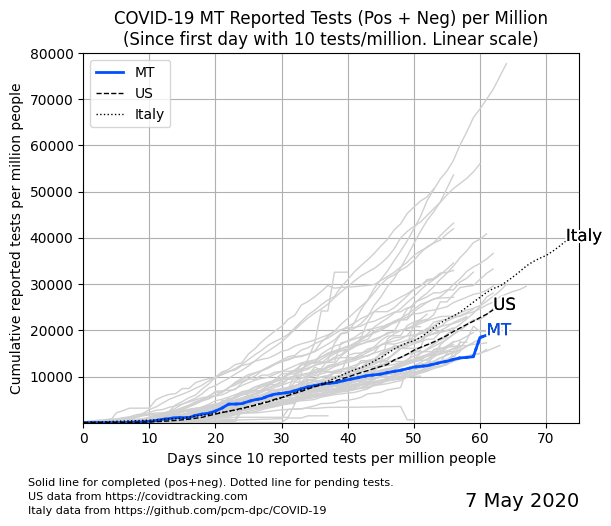 COVID-19 MT Reported Tests (Pos + Neg) per Million
(Since first day with 10 tests/million. Linear scale)
Cumulative reported tests per million people
80000
70000
60000
50000
40000
30000
20000
10000
MT
US
Italy
Italy
US
MT
0
10
20
30
40
50
60
70
Days since 10 reported tests per million people
Solid line for completed (pos+neg). Dotted line for pending tests.
US data from https://covidtracking.com
Italy data from https://github.com/pcm-dpc/COVID-19
7 May 2020